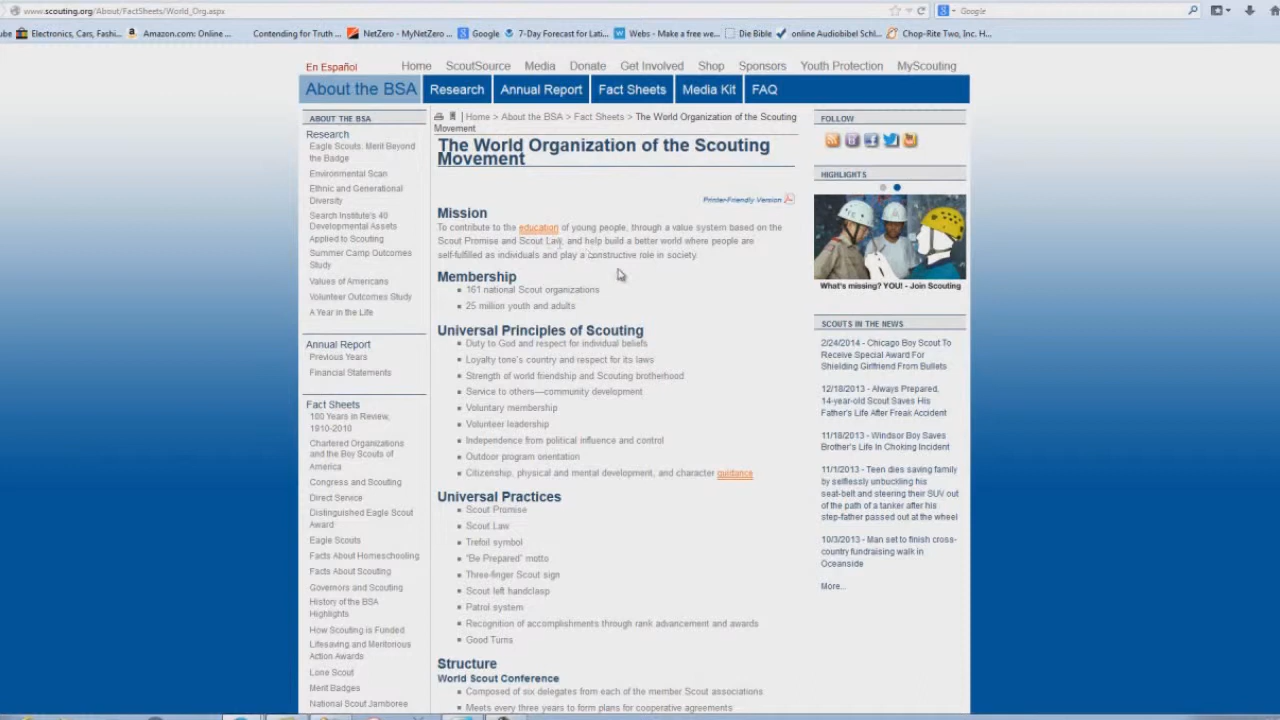 www.scouting.org/About/FactSheets/World_Org.aspx
Google
Electronics, Cars, Fashi...
Amazon.com: Online ...
Contending for Truth ...
NetZero - MyNetZero ...
Google
7-Day Forecast for Lati...
Webs - Make a free we...
Die Bible
online Audiobibel Schl...
Chop-Rite Two, Inc. H...
En Español
Home ScoutSource Media Donate Get Involved Shop Sponsors Youth Protection MyScouting
About the BSA Research Annual Report Fact Sheets Media Kit FAQ
ABOUT THE BSA
Research
Eagle Scouts: Merit Beyond
the Badge
Environmental Scan
Ethnic and Generational
Diversity
Search Institute's 40
Developmental Assets
Applied to Scouting
Summer Camp Outcomes
Study
Values of Americans
Volunteer Outcomes Study
A Year in the Life
Annual Report
Previous Years
Financial Statements
Fact Sheets
100 Years in Review,
1910-2010
Chartered Organizations
and the Boy Scouts of
America
Congress and Scouting
Direct Service
Distinguished Eagle Scout
Award
Eagle Scouts
Facts About Homeschooling
Facts About Scouting
Governors and Scouting
History of the BSA
Highlights
How Scouting is Funded
Lifesaving and Meritorious
Action Awards
Lone Scout
Merit Badges
National Scout Jamboree
| Home > About the BSA > Fact Sheets > The World Organization of the Scouting
Movement
The World Organization of the Scouting
Movement
Printer-Friendly Version
Mission
To contribute to the education of young people, through a value system based on the
Scout Promise and Scout Law, and help build a better world where people are
self-fulfilled as individuals and play a constructive role in society.
Membership
161 national Scout organizations
25 million youth and adults
Universal Principles of Scouting
Duty to God and respect for individual beliefs
Loyalty tone's country and respect for its laws
Strength of world friendship and Scouting brotherhood
Service to others—community development
Voluntary membership
Volunteer leadership
Independence from political influence and control
Outdoor program orientation
Citizenship, physical and mental development, and character guidance
Universal Practices
Scout Promise
Scout Law
Trefoil symbol
"Be Prepared" motto
Three-finger Scout sign
Scout left handclasp
Patrol system
Recognition of accomplishments through rank advancement and awards
Good Turns
Structure
World Scout Conference
Composed of six delegates from each of the member Scout associations
Meets every three years to form plans for cooperative agreements
FOLLOW
HIGHLIGHTS
What's missing? YOU! - Join Scouting
SCOUTS IN THE NEWS
2/24/2014 - Chicago Boy Scout To
Receive Special Award For
Shielding Girlfriend From Bullets
12/18/2013 - Always Prepared,
14-year-old Scout Saves His
Father's Life After Freak Accident
11/18/2013 - Windsor Boy Saves
Brother's Life In Choking Incident
11/1/2013 - Teen dies saving family
by selflessly unbuckling his
seat-belt and steering their SUV out
of the path of a tanker after his
step-father passed out at the wheel
10/3/2013 - Man set to finish cross-
country fundraising walk in
Oceanside
More...